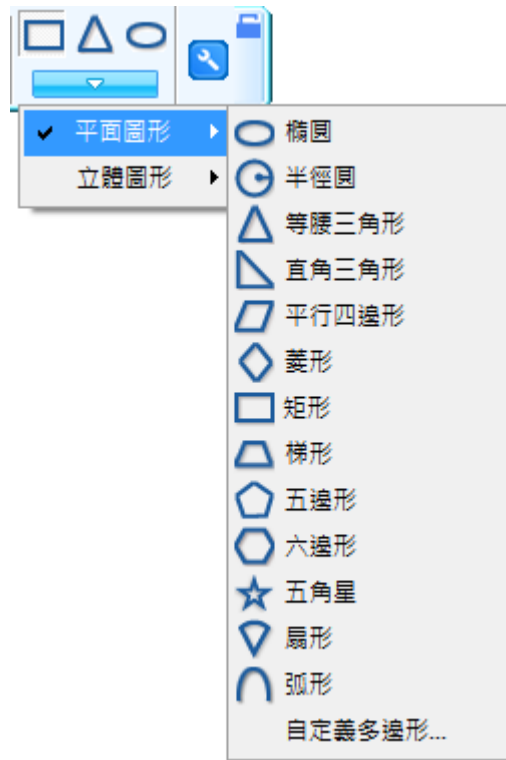 平面圖形
立體圖形
橢圓
半徑圓
等腰三角形
直角三角形
平行四邊形
菱形
矩形
梯形
五邊形
六邊形
五角星
扇形
弧形
自定義多邊形...